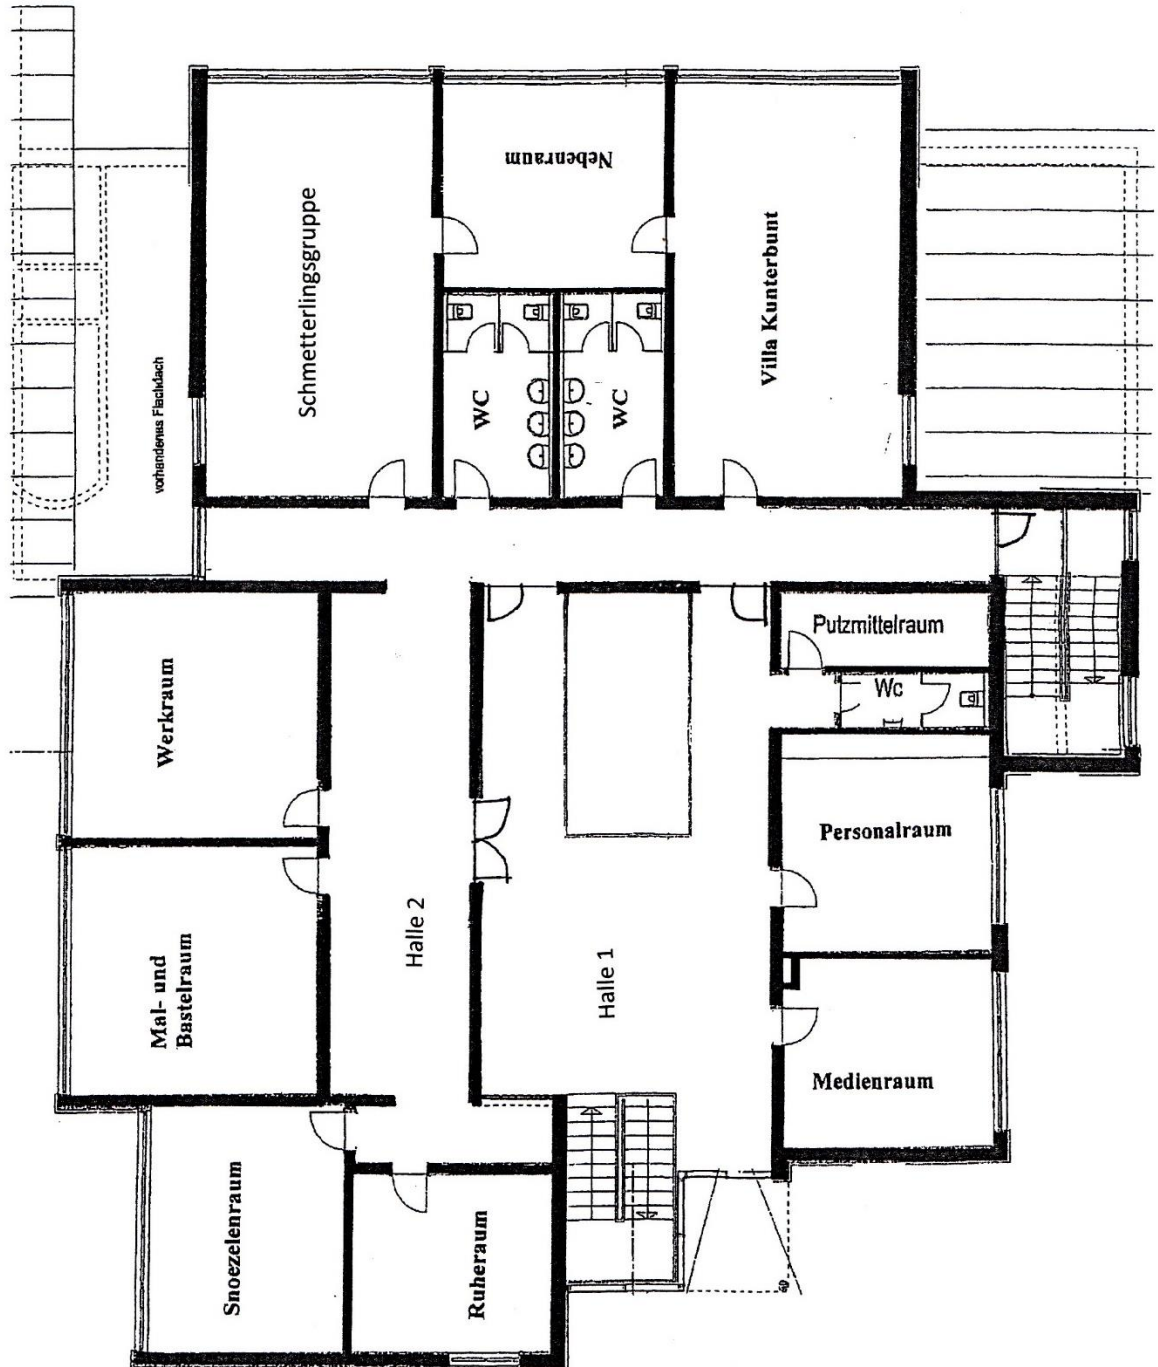 Nebenraum
Schmetterlingsgruppe
Villa Kunterbunt
vorhandenes Flachdach
WC
WC
Putzmittelraum
Wc
Werkraum
Personalraum
Halle 2
Halle 1
Mal- und
Bastelraum
Medienraum
Snoezelenraum
Ruheraum